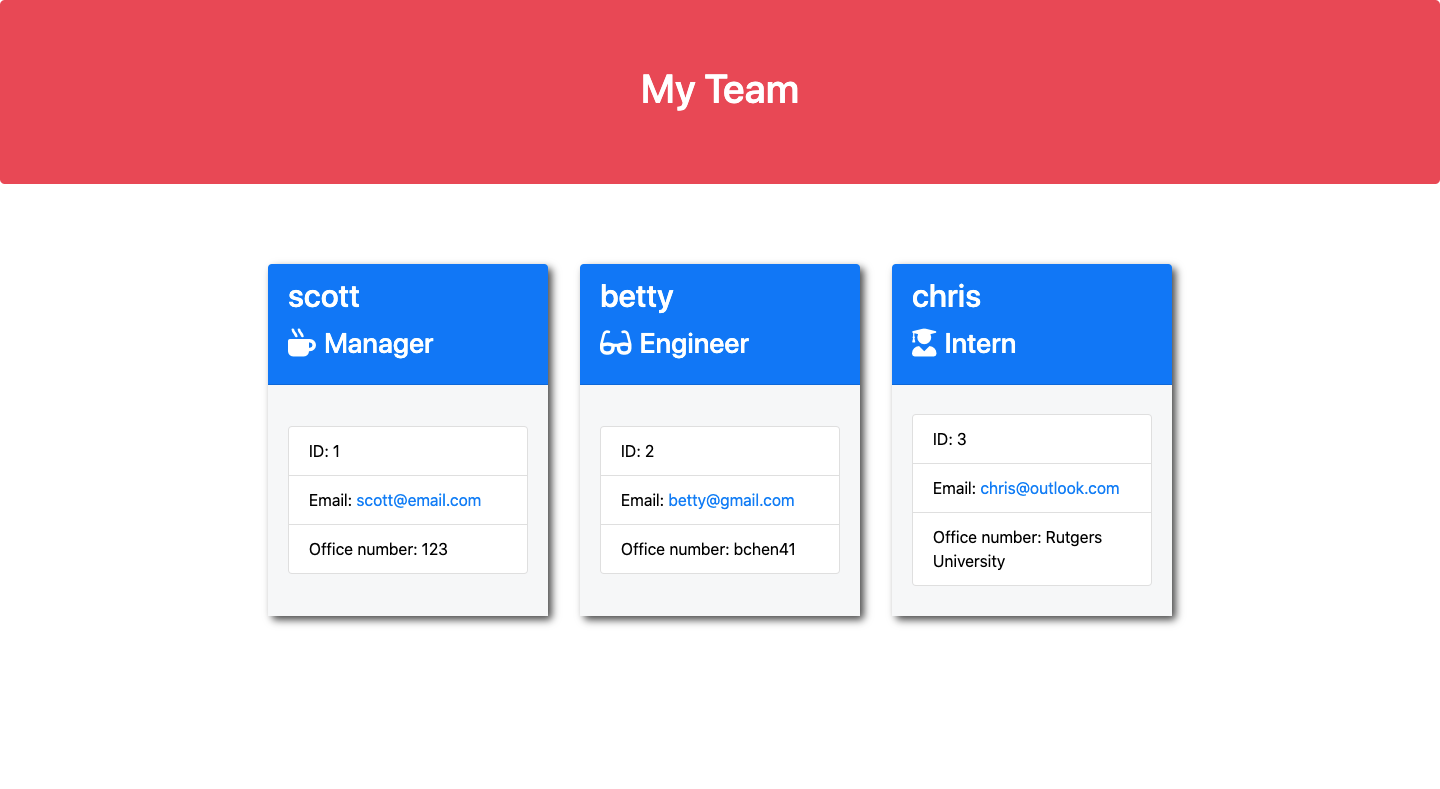 My Team
scott
Manager
ID: 1
Email: scott@email.com
Office number: 123
betty
Engineer
ID: 2
Email: betty@gmail.com
Office number: bchen41
chris
Intern
ID: 3
Email: chris@outlook.com
Office number: Rutgers
University